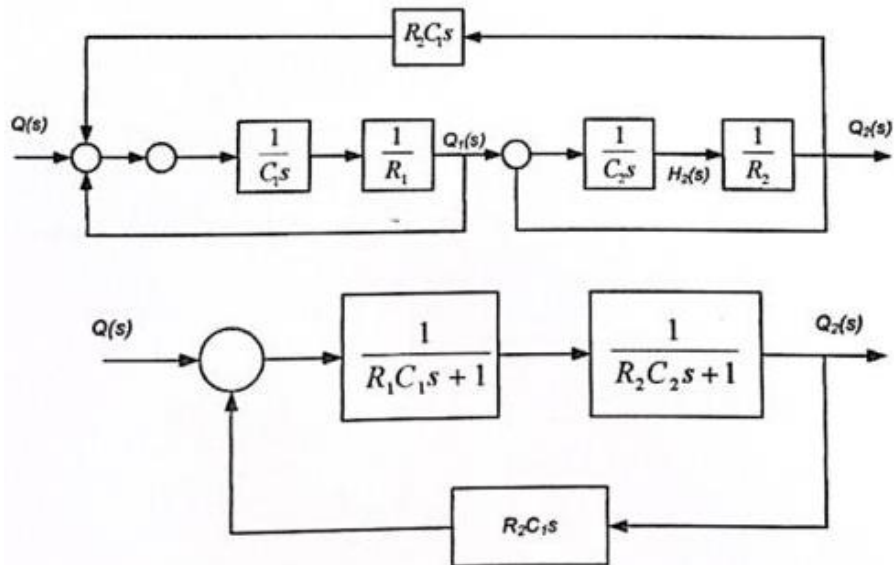 R₂C₁s
Q(s)
1
C₁s
1
R₁
Q₁(s)
1
C₂s
H₂(s)
1
R₂
Q₂(s)
Q(s)
1
R₁C₁s + 1
1
R₂C₂s + 1
Q₂(s)
R₂C₁s